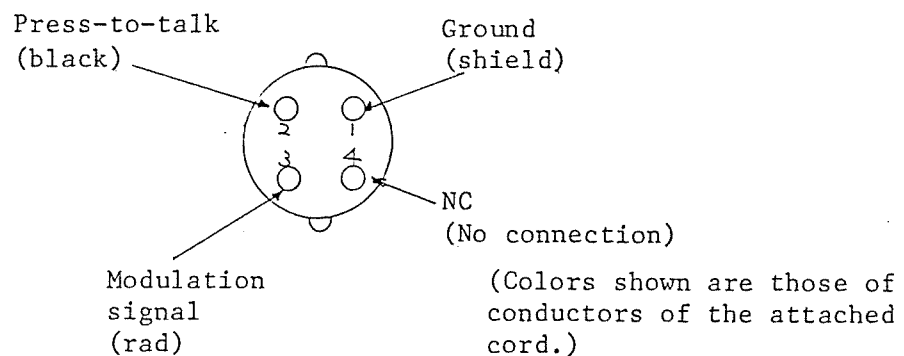 Press-to-talk
(black)
Ground
(shield)
2
1
3
4
NC
(No connection)
Modulation
signal
(rad)
(Colors shown are those of
conductors of the attached
cord.)